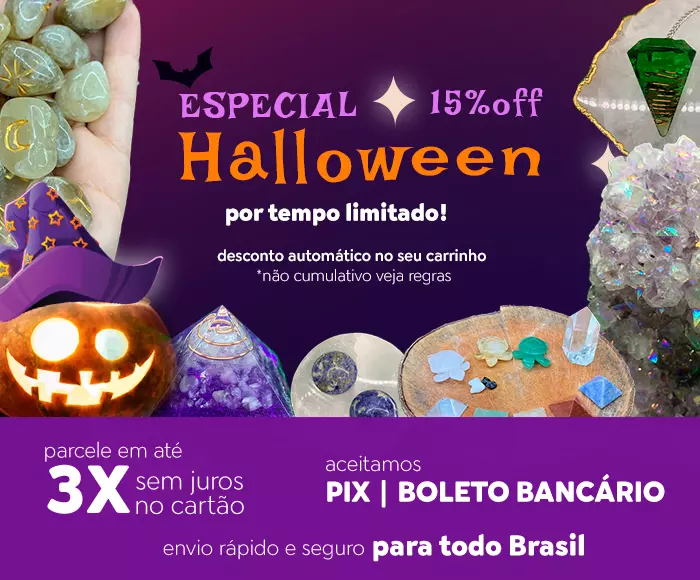 ESPECIAL 15%off
Halloween
por tempo limitado!
desconto automático no seu carrinho
*não cumulativo veja regras
parcele em até
3X sem juros
no cartão
aceitamos
PIX | BOLETO BANCÁRIO
envio rápido e seguro para todo Brasil